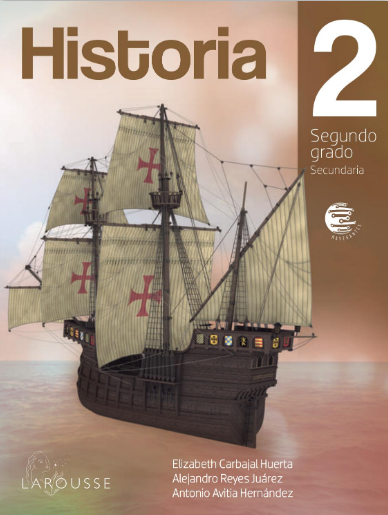 Historia
2
Segundo
grado
Secundaria
Elizabeth Carbajal Huerta
Alejandro Reyes Juárez
Antonio Avitia Hernández
LAROUSSE